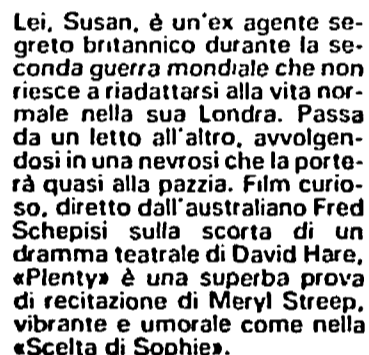 Lei, Susan, è un'ex agente se-
greto britannico durante la se-
conda guerra mondiale che non
riesce a riadattarsi alla vita nor-
male nella sua Londra. Passa
da un letto all'altro, avvolgen-
dosi in una nevrosi che la porte-
rà quasi alla pazzia. Film curio-
so, diretto dall'australiano Fred
Schepisi sulla scorta di un
dramma teatrale di David Hare,
«Plenty» è una superba prova
di recitazione di Meryl Streep,
vibrante e umorale come nella
«Scelta di Sophie».